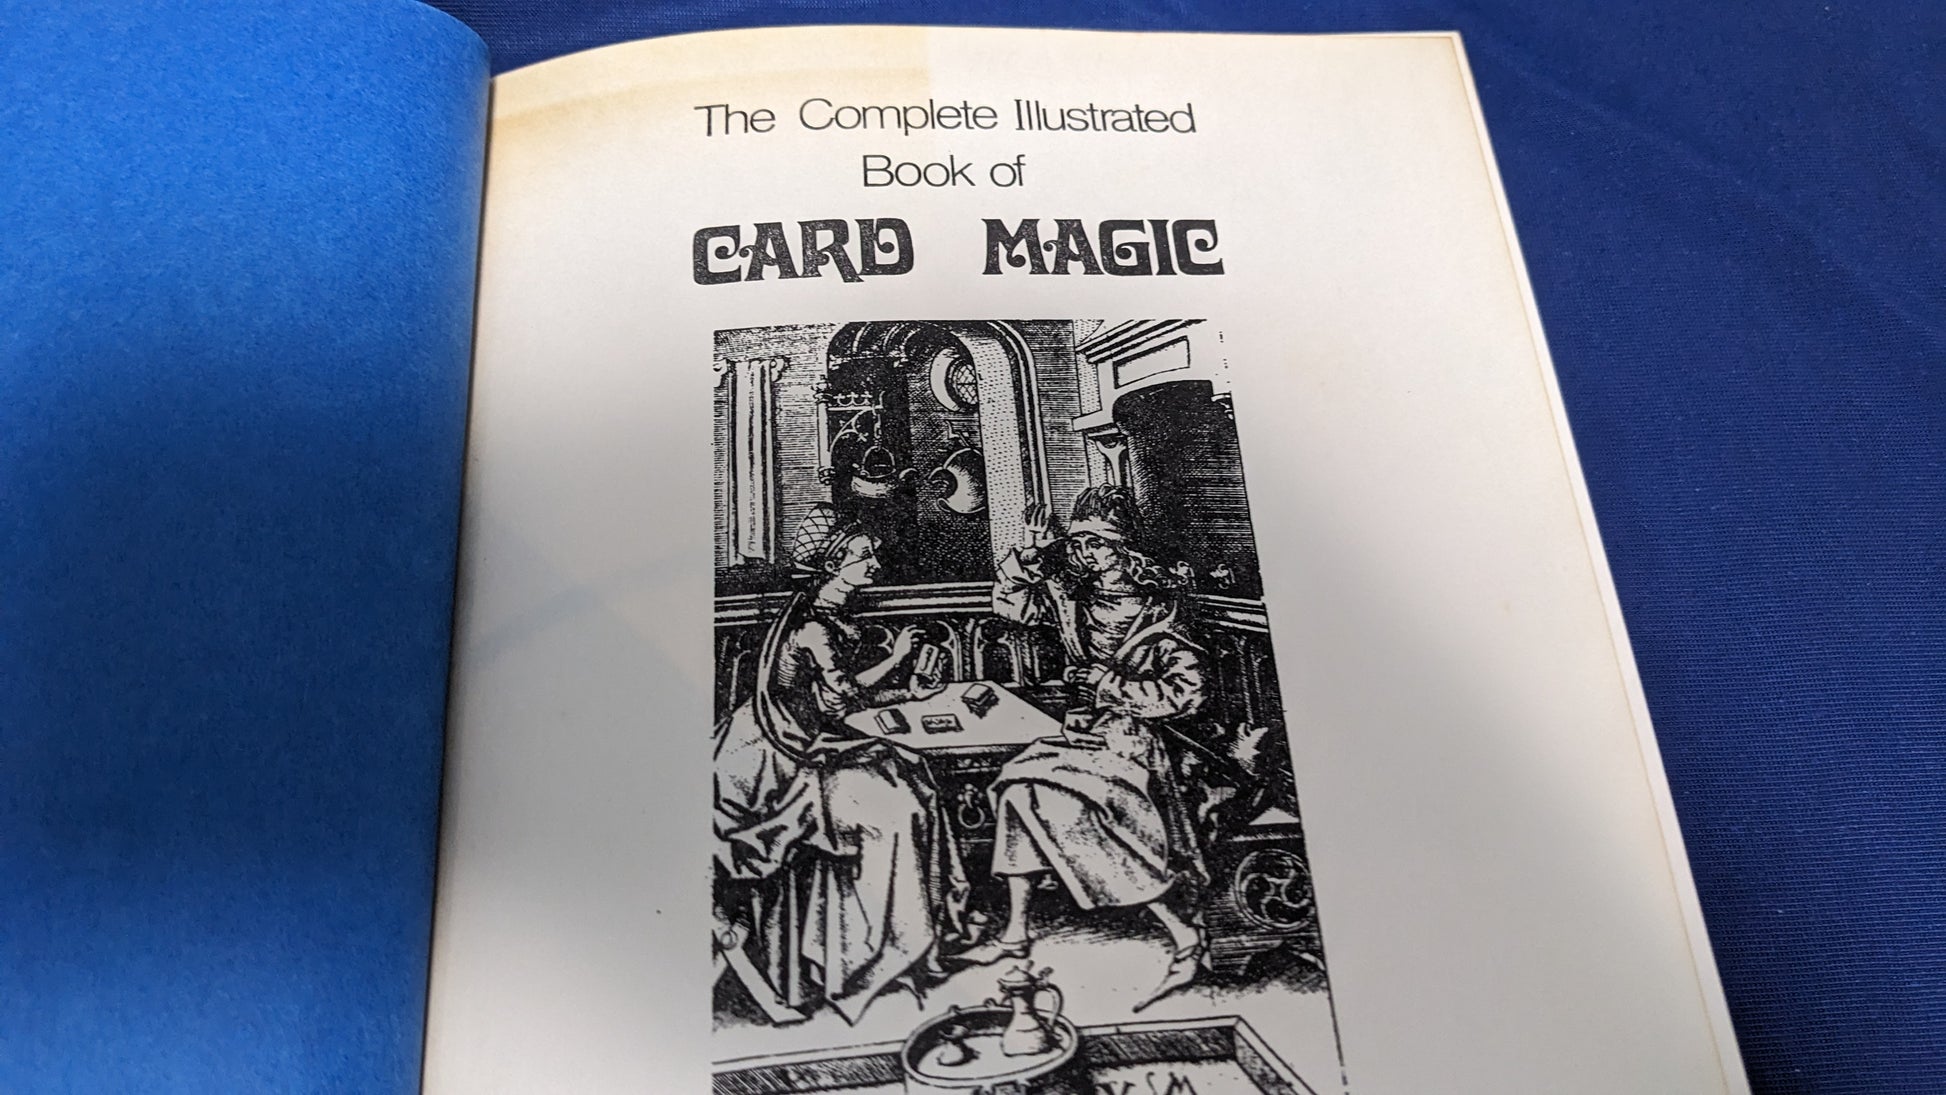 The Complete Illustrated
Book of
CARD MAGIC